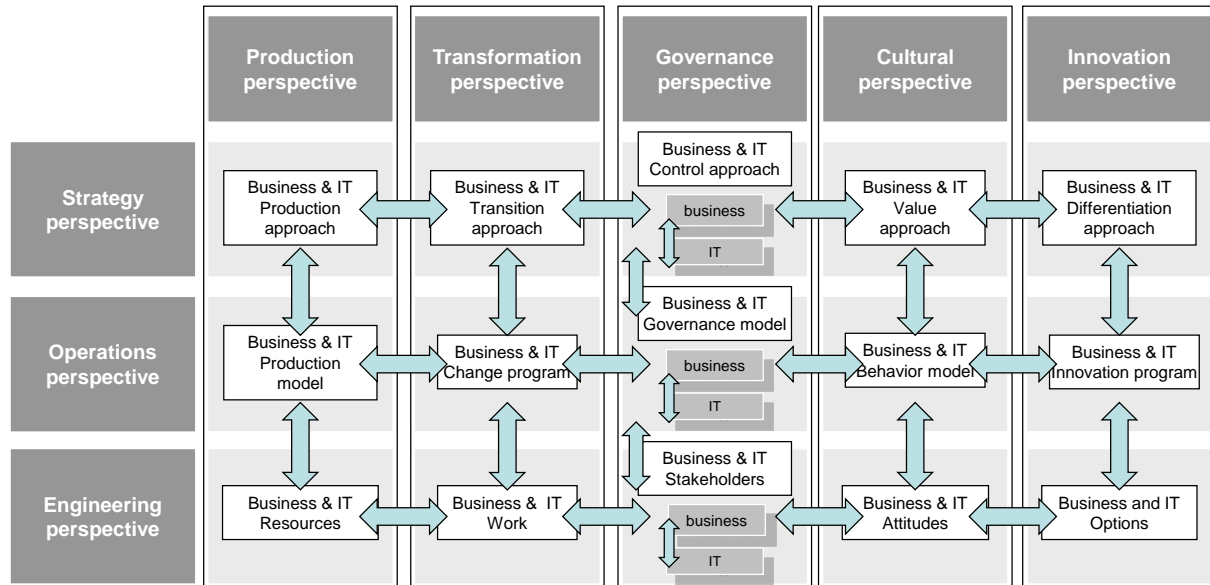 Production
perspective
Transformation
perspective
Governance
perspective
Cultural
perspective
Innovation
perspective
Strategy
perspective
Business & IT
Production
approach
Business & IT
Transition
approach
Business & IT
Control approach
business
IT
Business & IT
Value
approach
Business & IT
Differentiation
approach
Operations
perspective
Business & IT
Production
model
Business & IT
Change program
Business & IT
Governance model
business
IT
Business & IT
Behavior model
Business & IT
Innovation program
Engineering
perspective
Business & IT
Resources
Business & IT
Work
Business & IT
Stakeholders
business
IT
Business & IT
Attitudes
Business and IT
Options